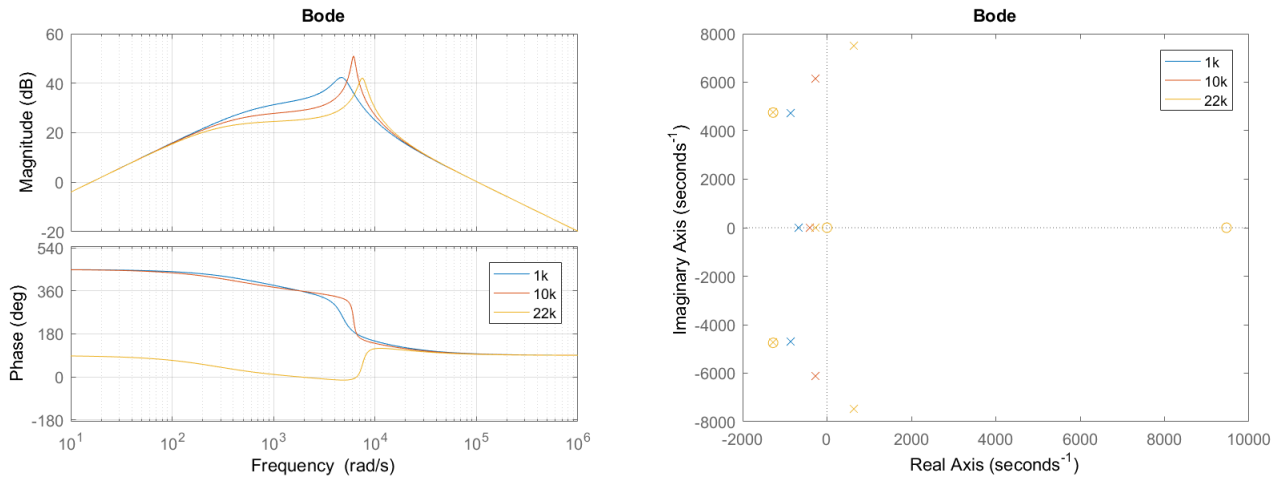 Bode
Magnitude (dB)
60
40
20
0
-20
Phase (deg)
540
360
180
0
-180
1k
10k
22k
10^1
10^2
10^3
10^4
10^5
10^6
Frequency (rad/s)
Bode
Imaginary Axis (seconds^-1)
8000
6000
4000
2000
0
-2000
-4000
-6000
-8000
1k
10k
22k
-2000
0
2000
4000
6000
8000
10000
Real Axis (seconds^-1)